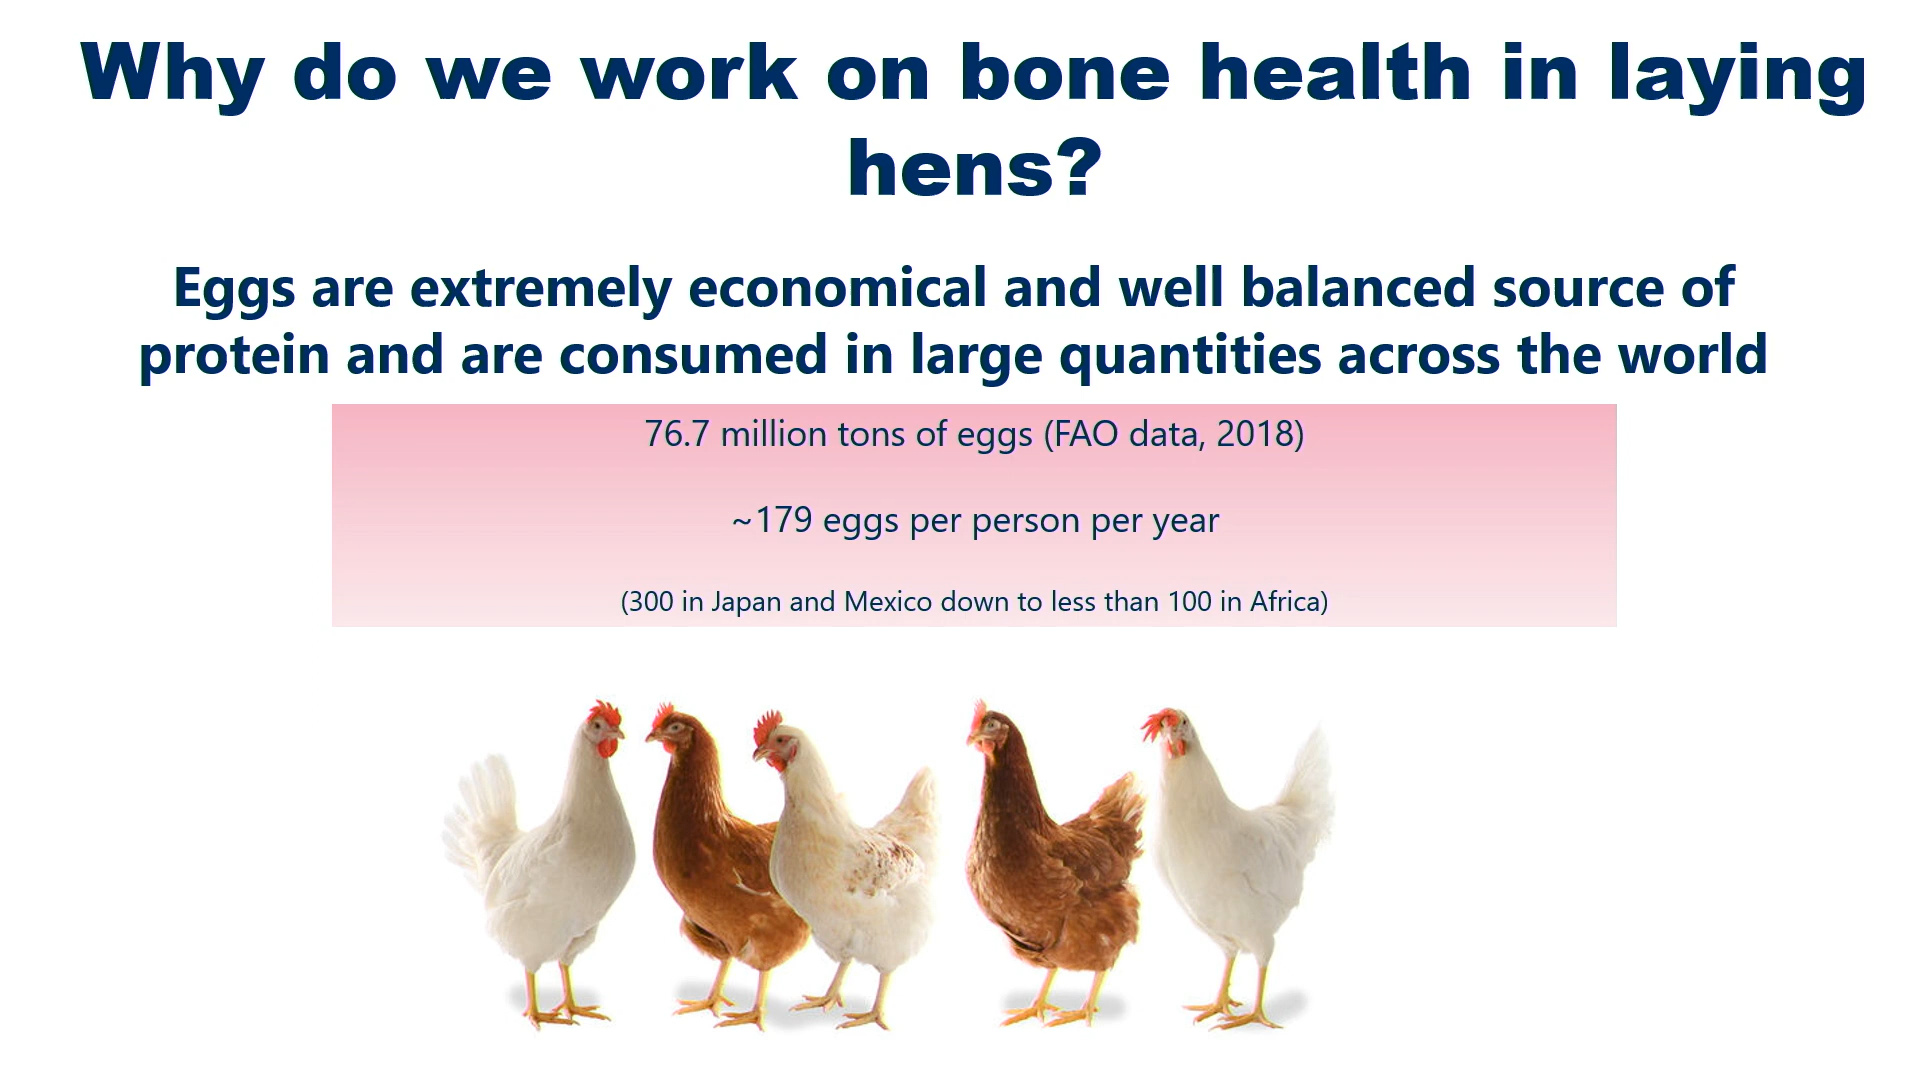 Why do we work on bone health in laying
hens?
Eggs are extremely economical and well balanced source of
protein and are consumed in large quantities across the world
76.7 million tons of eggs (FAO data, 2018)
~179 eggs per person per year
(300 in Japan and Mexico down to less than 100 in Africa)